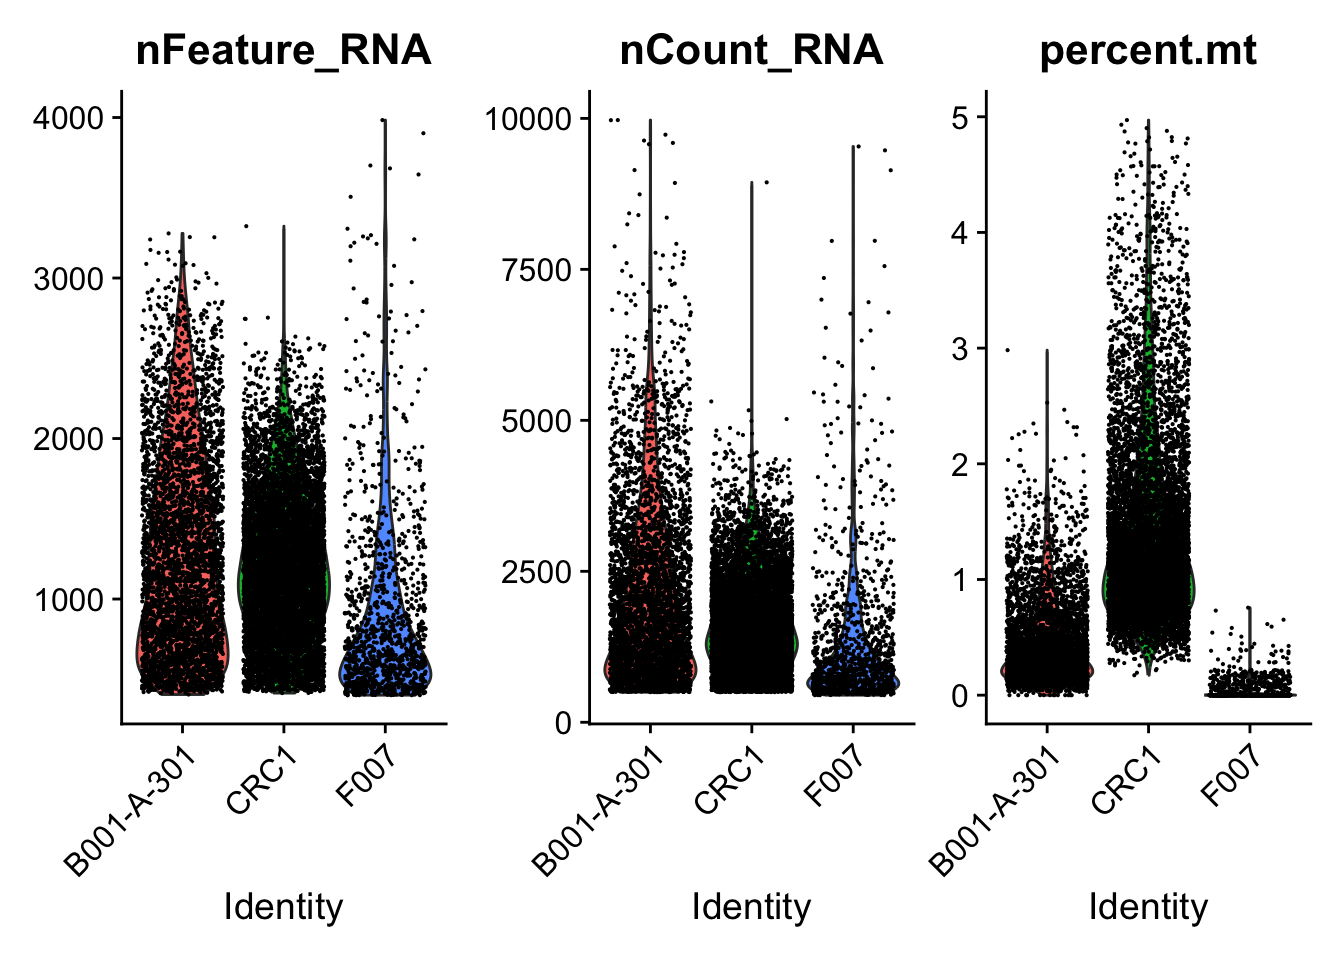 nFeature_RNA
4000
3000
2000
1000
B001-A-301
CRC1
F007
Identity
nCount_RNA
10000
7500
5000
2500
0
B001-A-301
CRC1
F007
Identity
percent.mt
5
4
3
2
1
0
B001-A-301
CRC1
F007
Identity